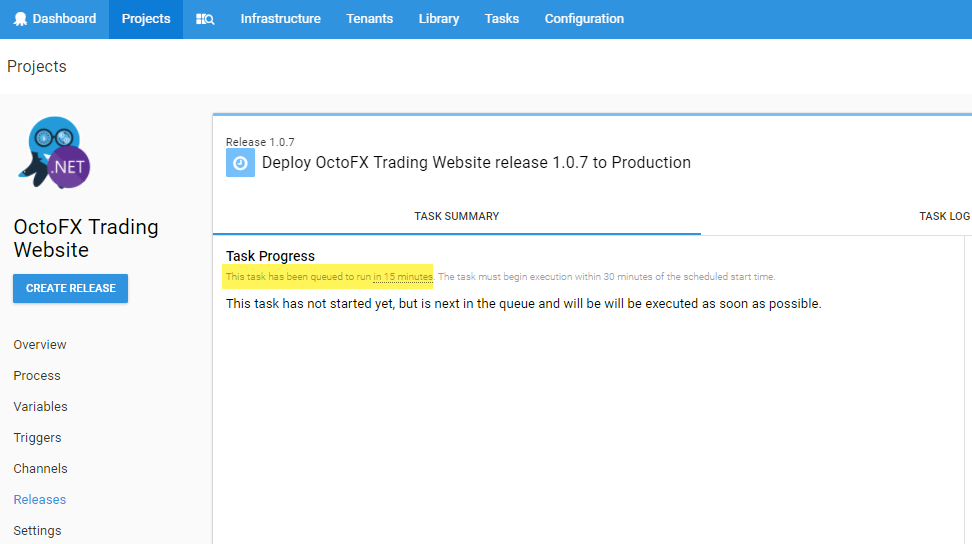 Dashboard Projects Infrastructure Tenants Library Tasks Configuration
Projects
.NET
OctoFX Trading
Website
CREATE RELEASE
Overview
Process
Variables
Triggers
Channels
Releases
Settings
Release 1.0.7
Deploy OctoFX Trading Website release 1.0.7 to Production
TASK SUMMARY TASK LOG
Task Progress
This task has been queued to run in 15 minutes. The task must begin execution within 30 minutes of the scheduled start time.
This task has not started yet, but is next in the queue and will be will be executed as soon as possible.